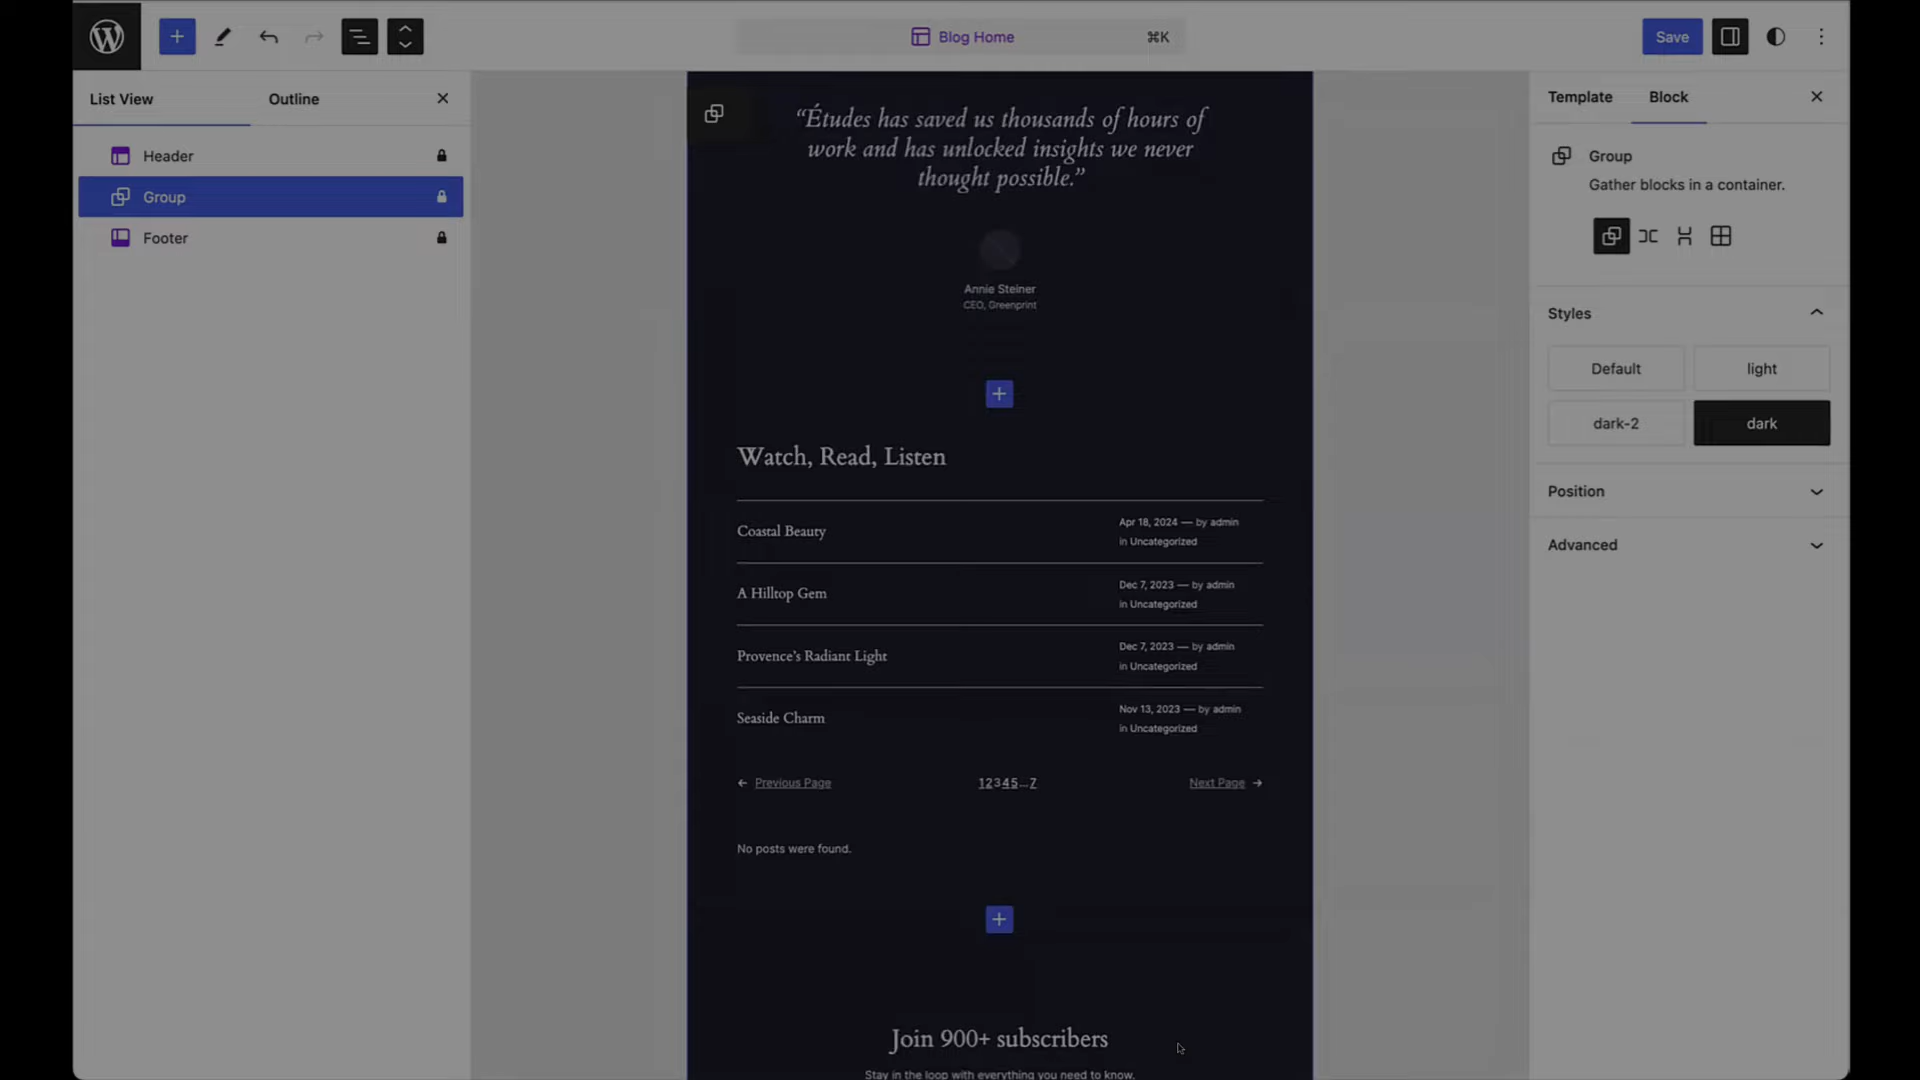 Blog Home
⌘K
Save
List View
Outline
Header
Group
Footer
“Études has saved us thousands of hours of
work and has unlocked insights we never
thought possible.”
Annie Steiner
CEO, Greenprint
Watch, Read, Listen
Coastal Beauty
Apr 18, 2024 — by admin
in Uncategorized
A Hilltop Gem
Dec 7, 2023 — by admin
in Uncategorized
Provence’s Radiant Light
Dec 7, 2023 — by admin
in Uncategorized
Seaside Charm
Nov 13, 2023 — by admin
in Uncategorized
← Previous Page
12345...7
Next Page →
No posts were found.
Join 900+ subscribers
Stay in the loop with everything you need to know.
Template
Block
Group
Gather blocks in a container.
Styles
Default
light
dark-2
dark
Position
Advanced